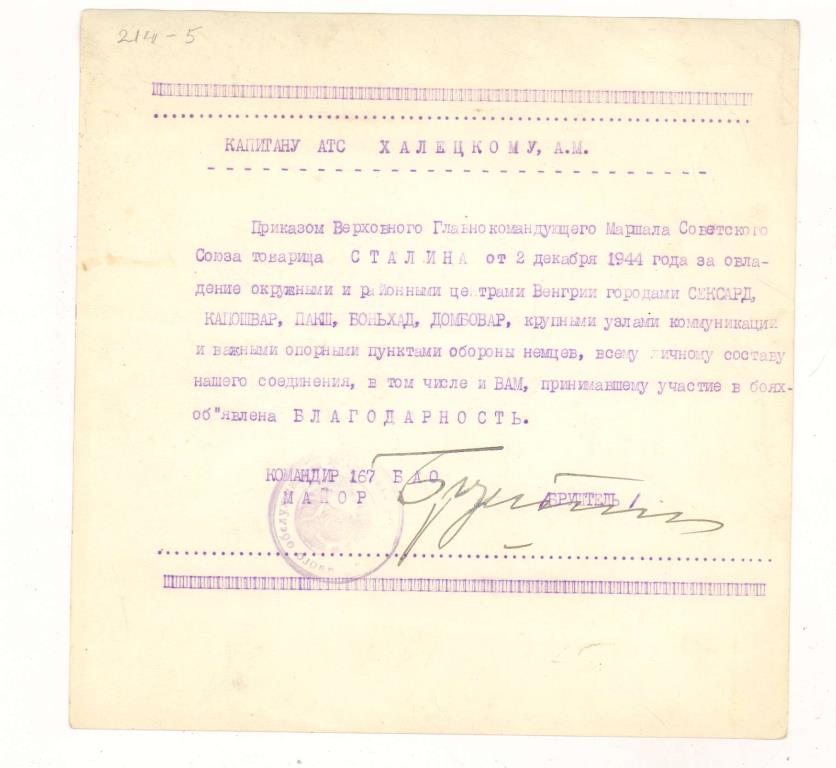 214-5
КАПИТАНУ АТС ХАЛЕЦКОМУ, А.М.
Приказом Верховного Главнокомандующего Маршала Советского
Союза товарища СТАЛИНА от 2 декабря 1944 года за овла-
дение окружными и районными центрами Венгрии городами СЕКСАРД,
КАПОШВАР, ПАКШ, БОНЬХАД, ДОМБОВАР, крупными узлами коммуникаций
и важными опорными пунктами обороны немцев, всему личному составу
нашего соединения, в том числе и ВАМ, принимавшему участие в боях-
об"явлена БЛАГОДАРНОСТЬ.
КОМАНДИР 167 БАО
МАЙОР /БРУШТЕЛЬ/